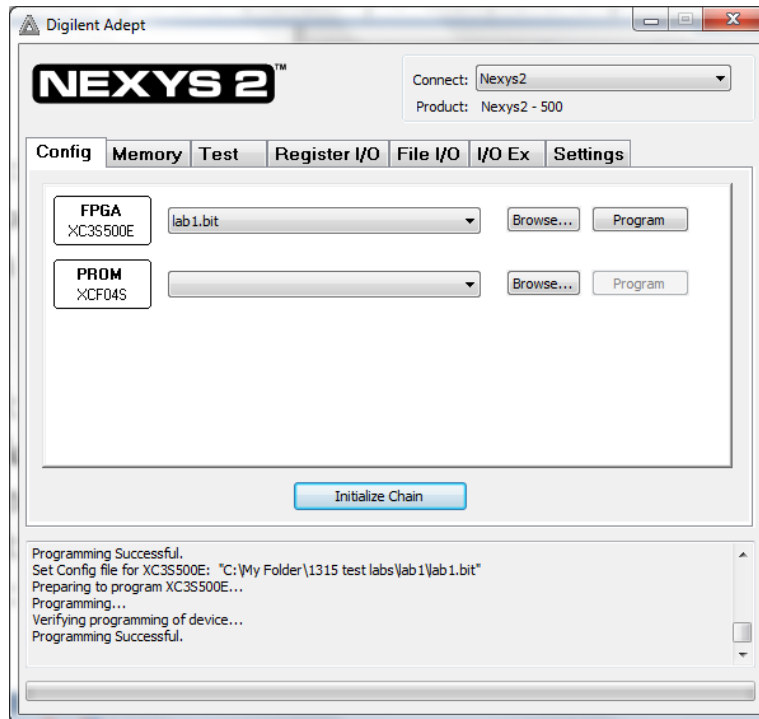 Digilent Adept
NEXYS 2™
Connect: Nexys2
Product: Nexys2 - 500
Config Memory Test Register I/O File I/O I/O Ex Settings
FPGA
XC3S500E
lab1.bit Browse... Program
PROM
XCF04S
Browse... Program
Initialize Chain
Programming Successful.
Set Config file for XC3S500E: "C:\My Folder\1315 test labs\lab1\lab1.bit"
Preparing to program XC3S500E...
Programming...
Verifying programming of device...
Programming Successful.